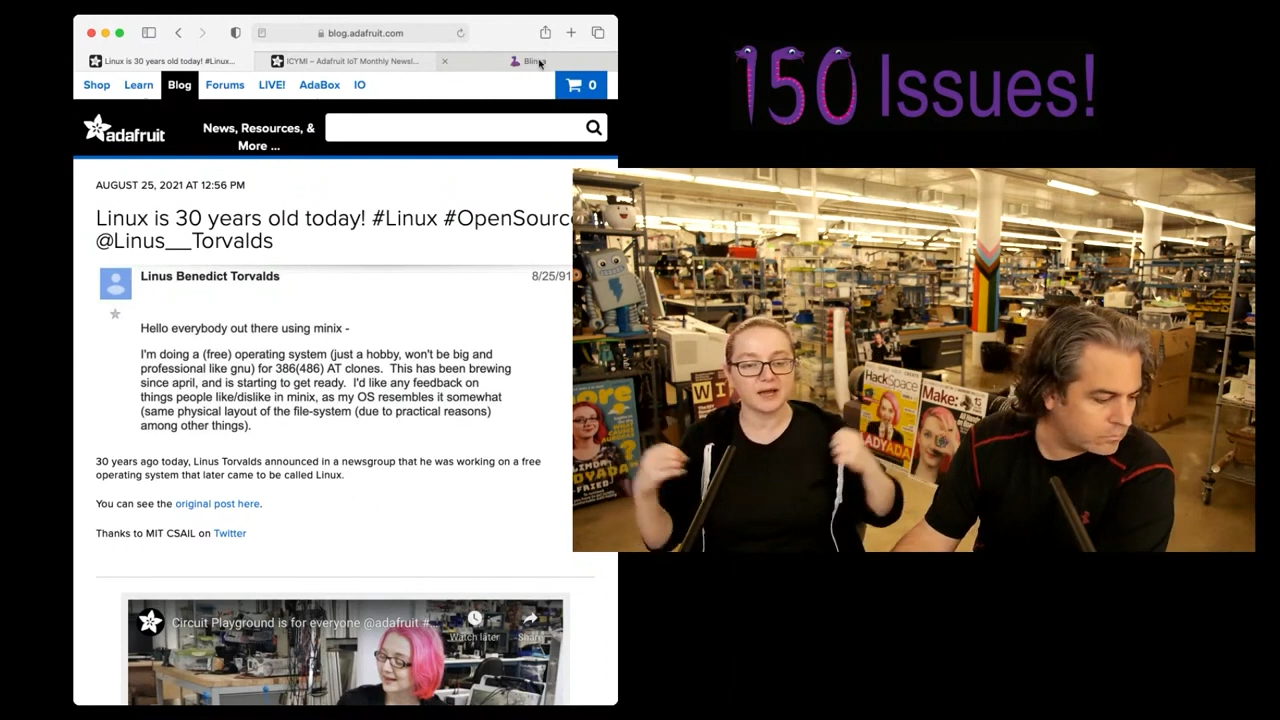 150 Issues!
blog.adafruit.com
Linux is 30 years old today! #Linux...
ICYMI – Adafruit IoT Monthly Newsl...
Shop Learn Blog Forums LIVE! AdaBox IO 0
adafruit
News, Resources, &
More ...
AUGUST 25, 2021 AT 12:56 PM
Linux is 30 years old today! #Linux #OpenSourc
@Linus__Torvalds
Linus Benedict Torvalds 8/25/91
Hello everybody out there using minix -
I'm doing a (free) operating system (just a hobby, won't be big and
professional like gnu) for 386(486) AT clones. This has been brewing
since april, and is starting to get ready. I'd like any feedback on
things people like/dislike in minix, as my OS resembles it somewhat
(same physical layout of the file-system (due to practical reasons)
among other things).
30 years ago today, Linus Torvalds announced in a newsgroup that he was working on a free
operating system that later came to be called Linux.
You can see the original post here.
Thanks to MIT CSAIL on Twitter
Circuit Playground is for everyone @adafruit #...
Watch later
HackSpace
LADYADA
Make:
WI